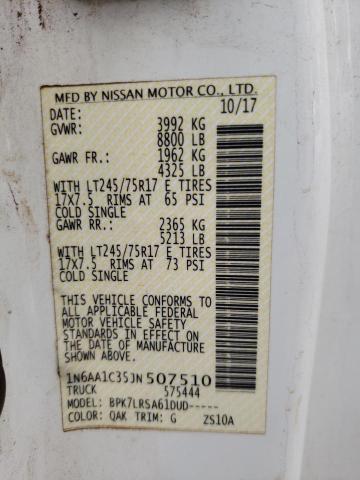 MFD BY NISSAN MOTOR CO., LTD.
DATE: 10/17
GVWR: 3992 KG
8800 LB
GAWR FR.: 1962 KG
4325 LB
WITH LT245/75R17 E TIRES
17X7.5 RIMS AT 65 PSI
COLD SINGLE
GAWR RR.: 2365 KG
5213 LB
WITH LT245/75R17 E TIRES
17X7.5 RIMS AT 73 PSI
COLD SINGLE
THIS VEHICLE CONFORMS TO
ALL APPLICABLE FEDERAL
MOTOR VEHICLE SAFETY
STANDARDS IN EFFECT ON
THE DATE OF MANUFACTURE
SHOWN ABOVE.
1N6AA1C35JN507510
TRUCK 575444
MODEL: BPK7LRSA61DUD-----
COLOR: QAK TRIM: G ZS10A